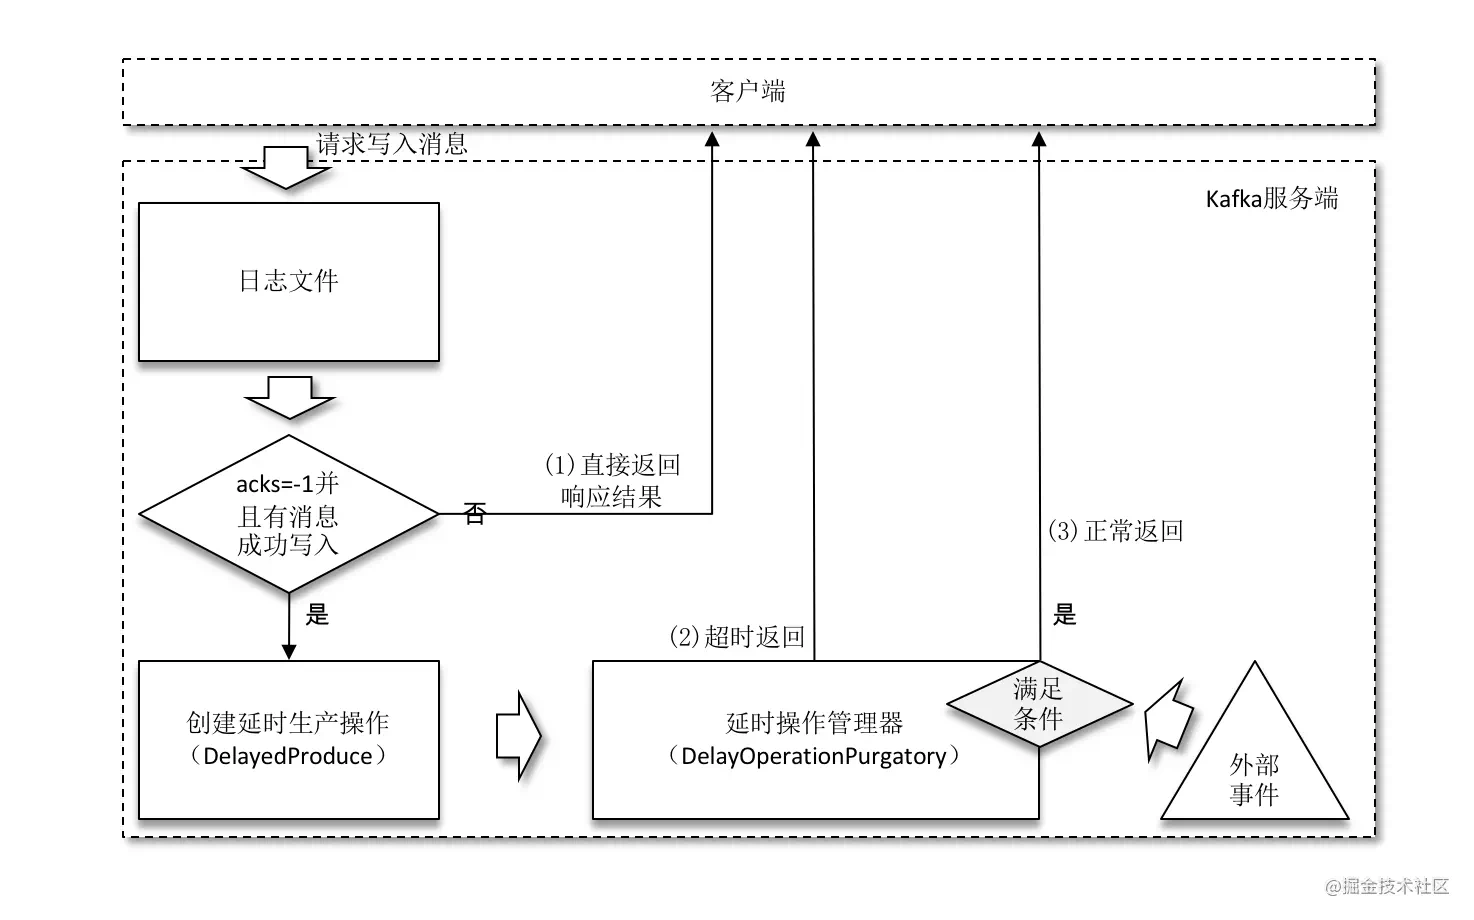 客户端
请求写入消息
Kafka服务端
日志文件
(1)直接返回
响应结果
acks=-1并
且有消息
成功写入
否
(3)正常返回
是
是
(2)超时返回
创建延时生产操作
（DelayedProduce）
延时操作管理器
（DelayOperationPurgatory）
满足
条件
外部
事件
@掘金技术社区